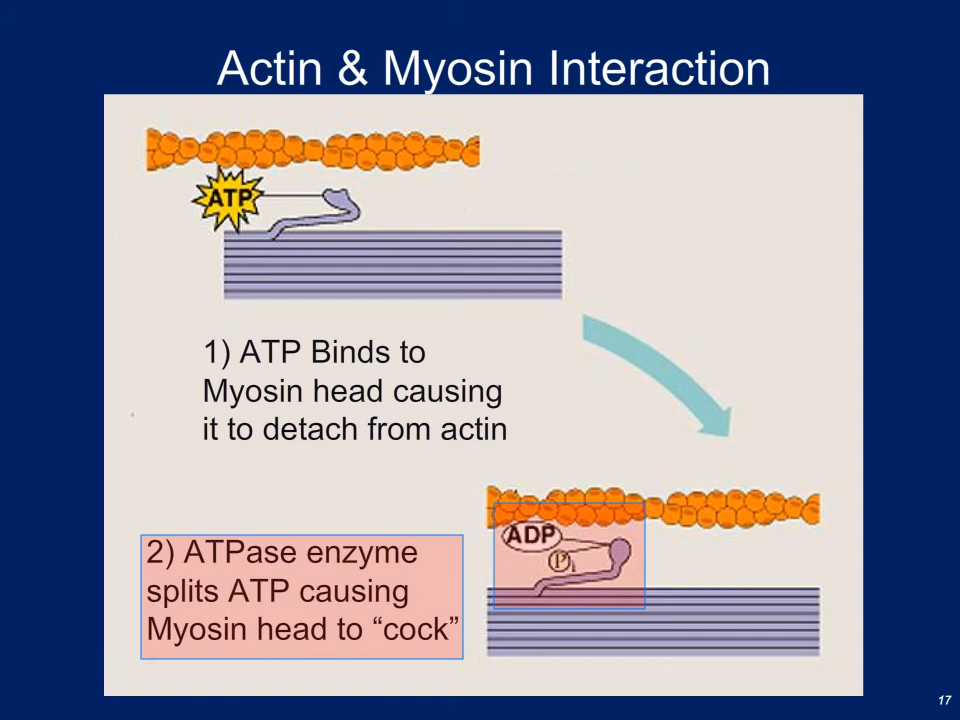 Actin & Myosin Interaction
ATP
1) ATP Binds to
Myosin head causing
it to detach from actin
ADP
Pi
2) ATPase enzyme
splits ATP causing
Myosin head to “cock”
17